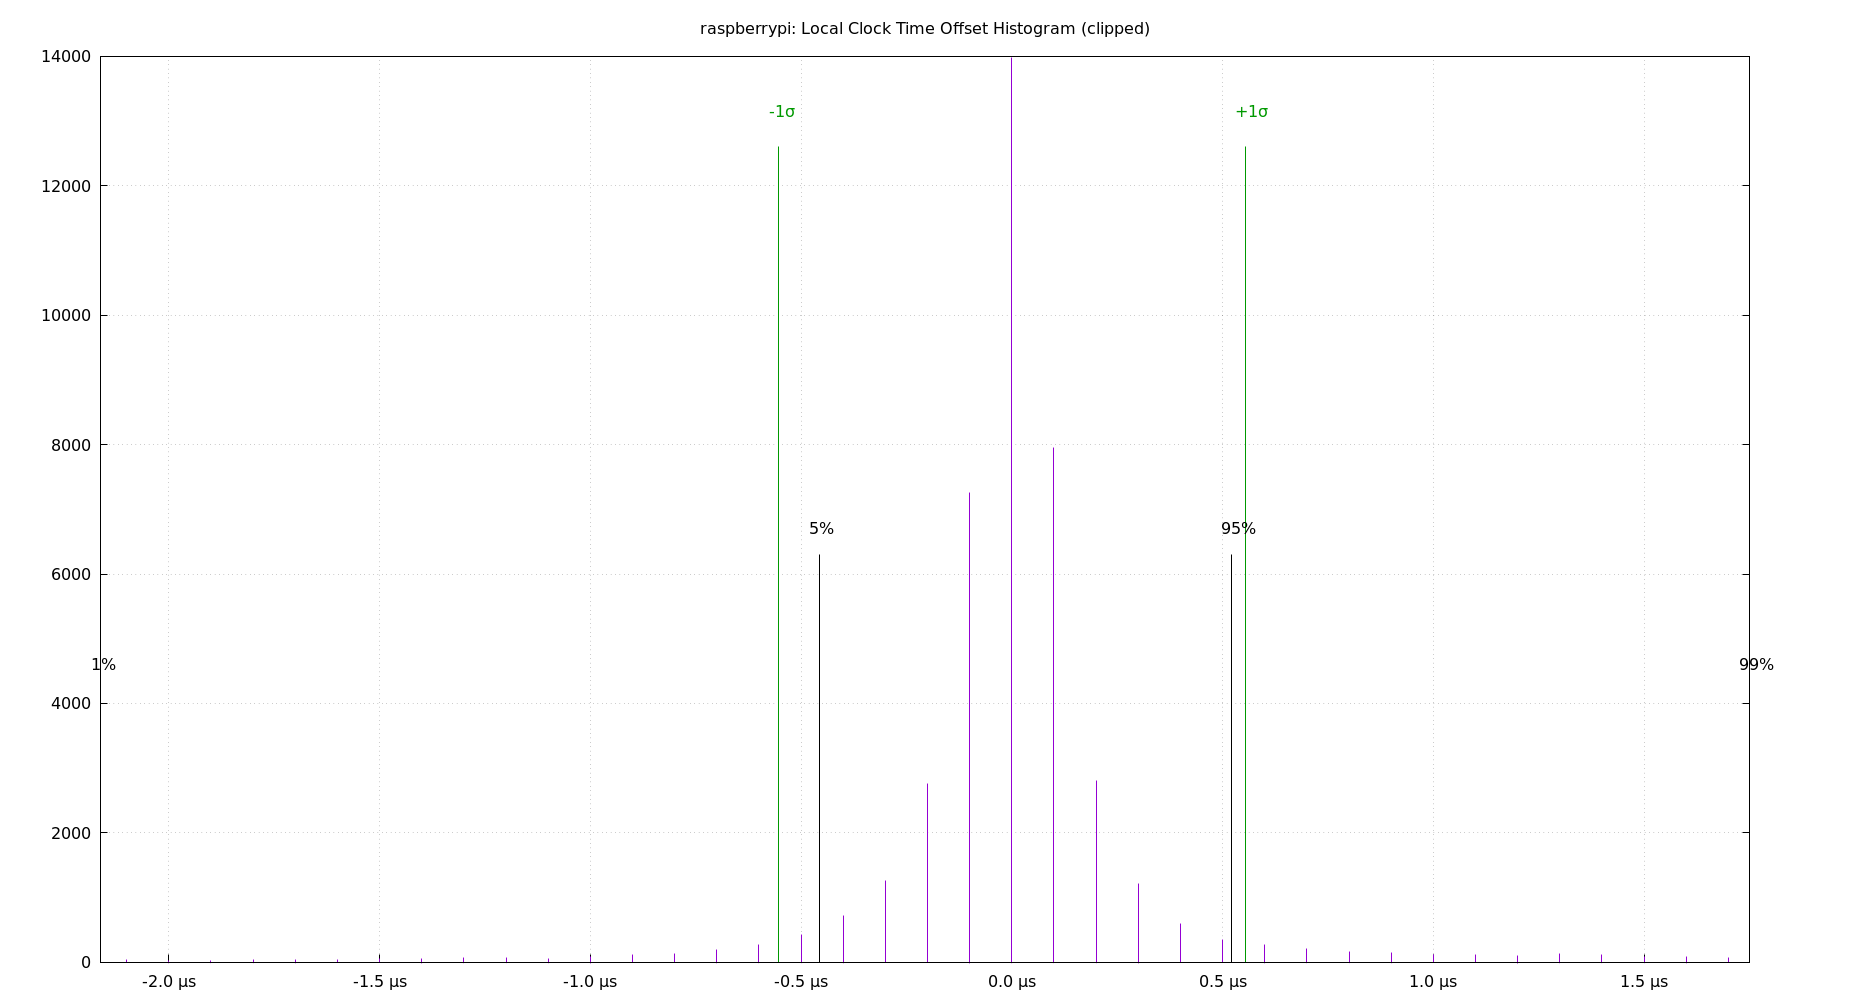 raspberrypi: Local Clock Time Offset Histogram (clipped)
14000
-1σ
+1σ
12000
10000
8000
5%
95%
6000
1%
99%
4000
2000
0
-2.0 µs
-1.5 µs
-1.0 µs
-0.5 µs
0.0 µs
0.5 µs
1.0 µs
1.5 µs